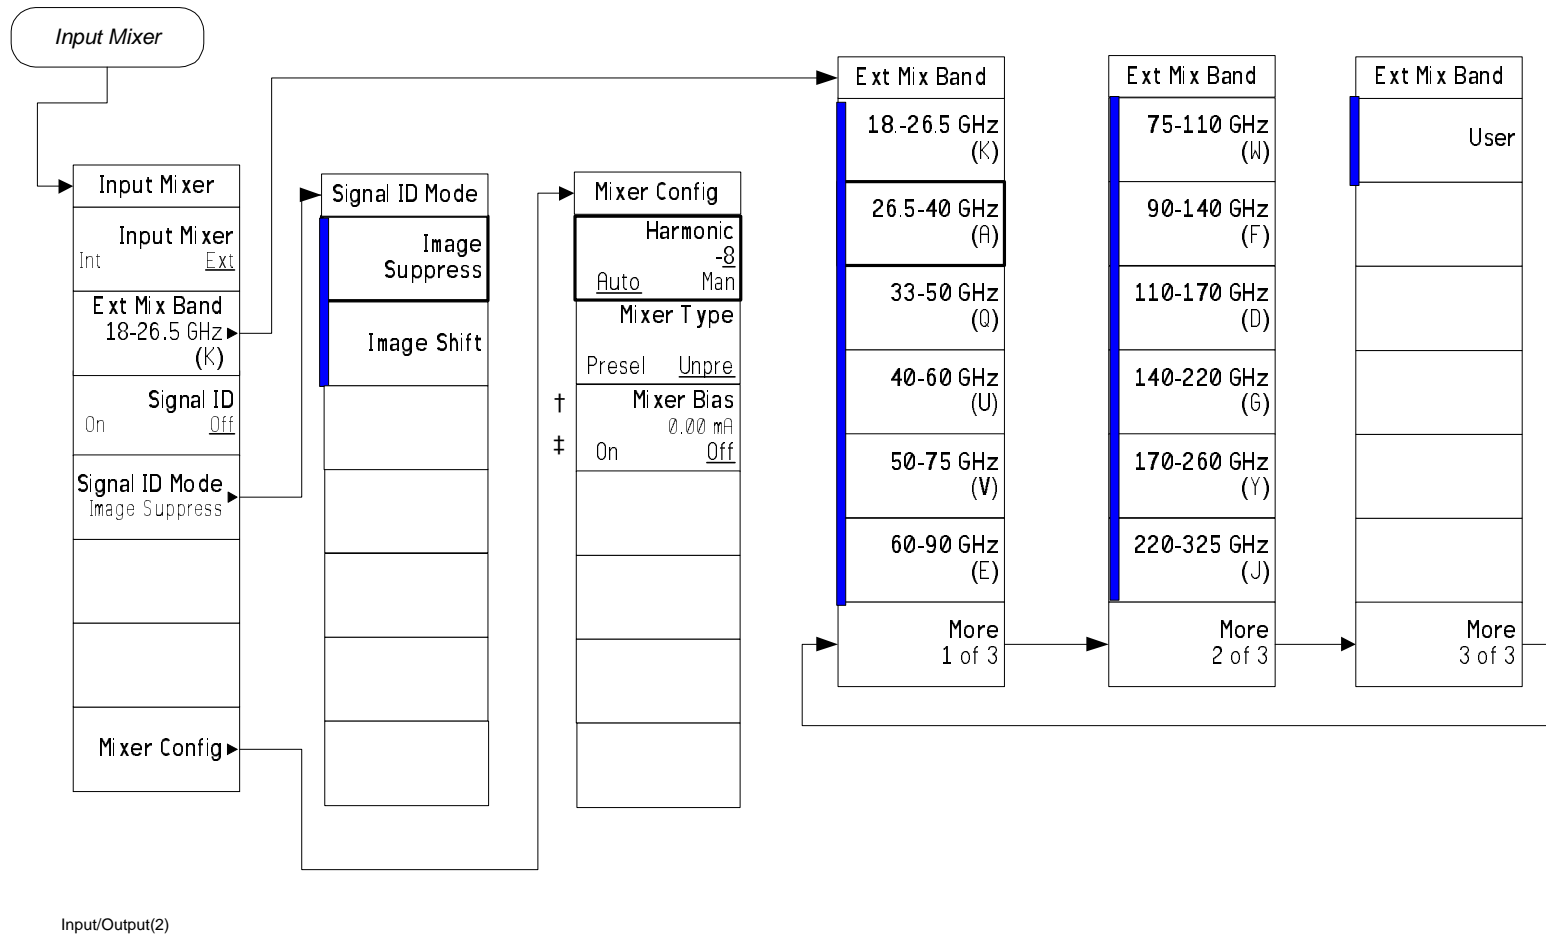 Input Mixer
Input Mixer
Input Mixer
Int Ext
Ext Mix Band
18-26.5 GHz
(K)
Signal ID
On Off
Signal ID Mode
Image Suppress
Mixer Config
Signal ID Mode
Image
Suppress
Image Shift
Mixer Config
Harmonic
-8
Auto Man
Mixer Type
Presel Unpre
† Mixer Bias
0.00 mA
‡ On Off
Ext Mix Band
18.-26.5 GHz
(K)
26.5-40 GHz
(A)
33-50 GHz
(Q)
40-60 GHz
(U)
50-75 GHz
(V)
60-90 GHz
(E)
More
1 of 3
Ext Mix Band
75-110 GHz
(W)
90-140 GHz
(F)
110-170 GHz
(D)
140-220 GHz
(G)
170-260 GHz
(Y)
220-325 GHz
(J)
More
2 of 3
Ext Mix Band
User
More
3 of 3
Input/Output(2)